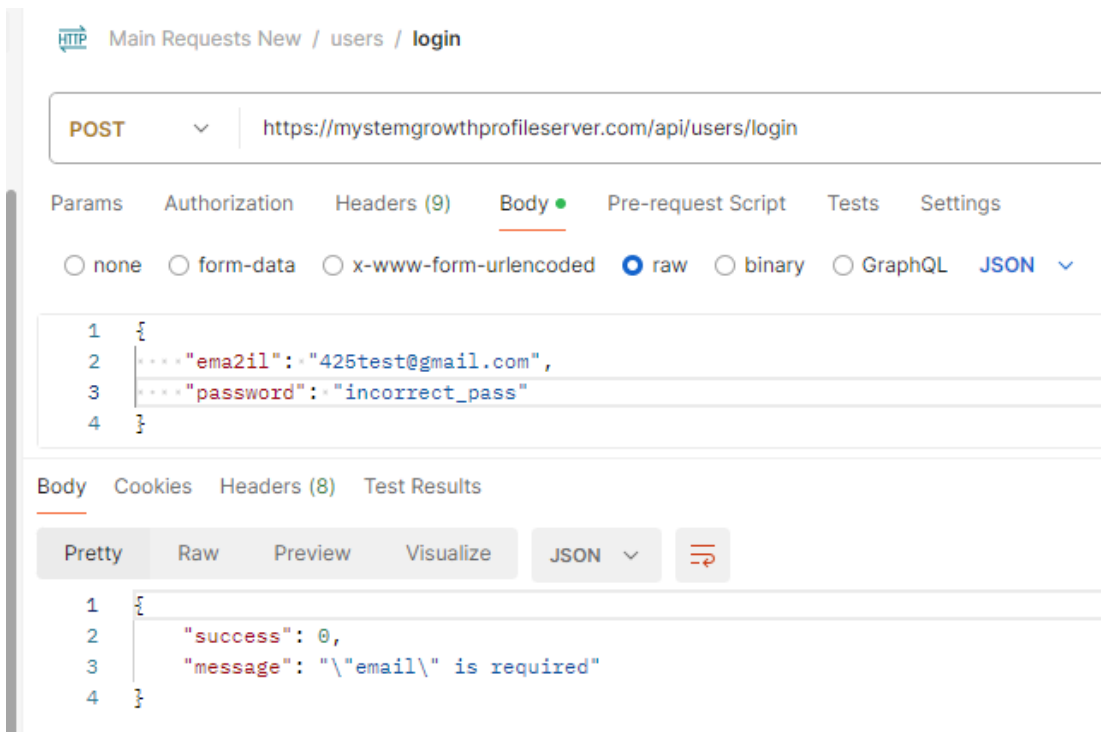 HTTP Main Requests New / users / login
POST https://mystemgrowthprofileserver.com/api/users/login
Params Authorization Headers (9) Body Pre-request Script Tests Settings
none form-data x-www-form-urlencoded raw binary GraphQL JSON
1 {
2 "ema2il": "425test@gmail.com",
3 "password": "incorrect_pass"
4 }
Body Cookies Headers (8) Test Results
Pretty Raw Preview Visualize JSON
1 {
2 "success": 0,
3 "message": "\"email\" is required"
4 }